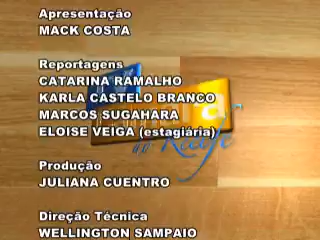 Apresentação
MACK COSTA
Reportagens
CATARINA RAMALHO
KARLA CASTELO BRANCO
MARCOS SUGAHARA
ELOISE VEIGA (estagiária)
Produção
JULIANA CUENTRO
Direção Técnica
WELLINGTON SAMPAIO